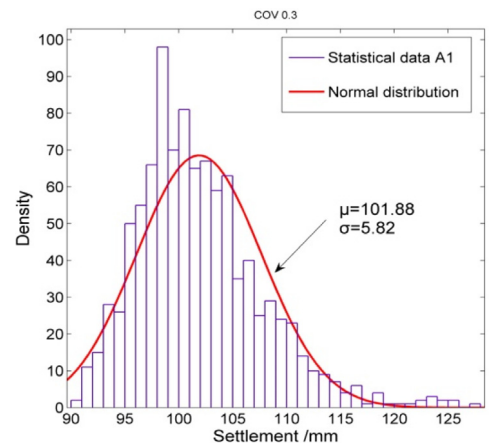 COV 0.3
Statistical data A1
Normal distribution
μ=101.88
σ=5.82
Density
100
90
80
70
60
50
40
30
20
10
0
90 95 100 105 110 115 120 125
Settlement /mm